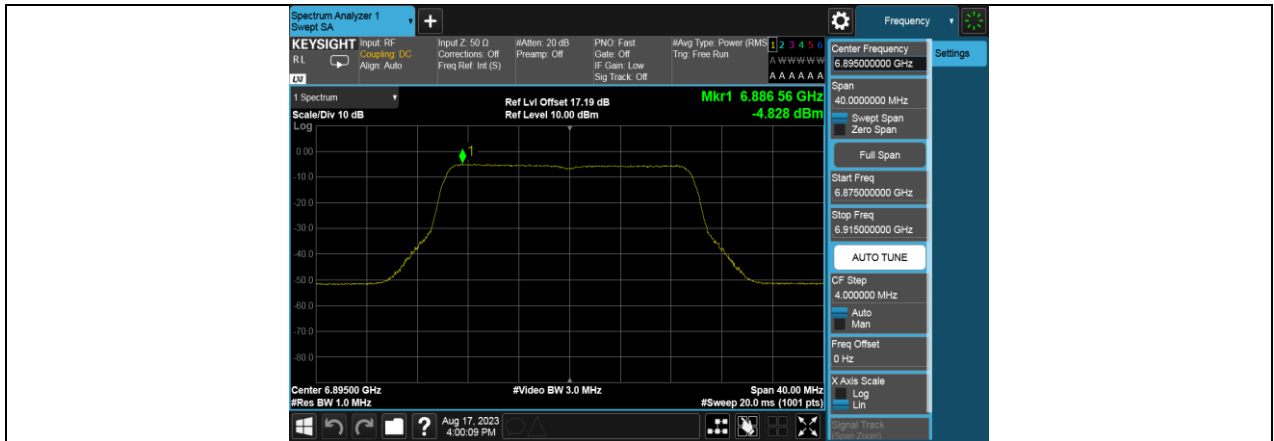 Spectrum Analyzer 1
Swept SA
Frequency
KEYSIGHT
RL
LXI
Input: RF
Coupling: DC
Align: Auto
Input Z: 50 Ω
Corrections: Off
Freq Ref: Int (S)
#Atten: 20 dB
Preamp: Off
PNO: Fast
Gate: Off
IF Gain: Low
Sig Track: Off
#Avg Type: Power (RMS
Trig: Free Run
1 2 3 4 5 6
A W W W W W
A A A A A A
1 Spectrum
Scale/Div 10 dB
Ref Lvl Offset 17.19 dB
Ref Level 10.00 dBm
Mkr1 6.886 56 GHz
-4.828 dBm
Log
0.00
-10.0
-20.0
-30.0
-40.0
-50.0
-60.0
-70.0
-80.0
1
Center 6.89500 GHz
#Res BW 1.0 MHz
#Video BW 3.0 MHz
Span 40.00 MHz
#Sweep 20.0 ms (1001 pts)
Aug 17, 2023
4:00:09 PM
Center Frequency
6.895000000 GHz
Span
40.0000000 MHz
Swept Span
Zero Span
Full Span
Start Freq
6.875000000 GHz
Stop Freq
6.915000000 GHz
AUTO TUNE
CF Step
4.000000 MHz
Auto
Man
Freq Offset
0 Hz
X Axis Scale
Log
Lin
Signal Track
(Span Zoom)
Settings